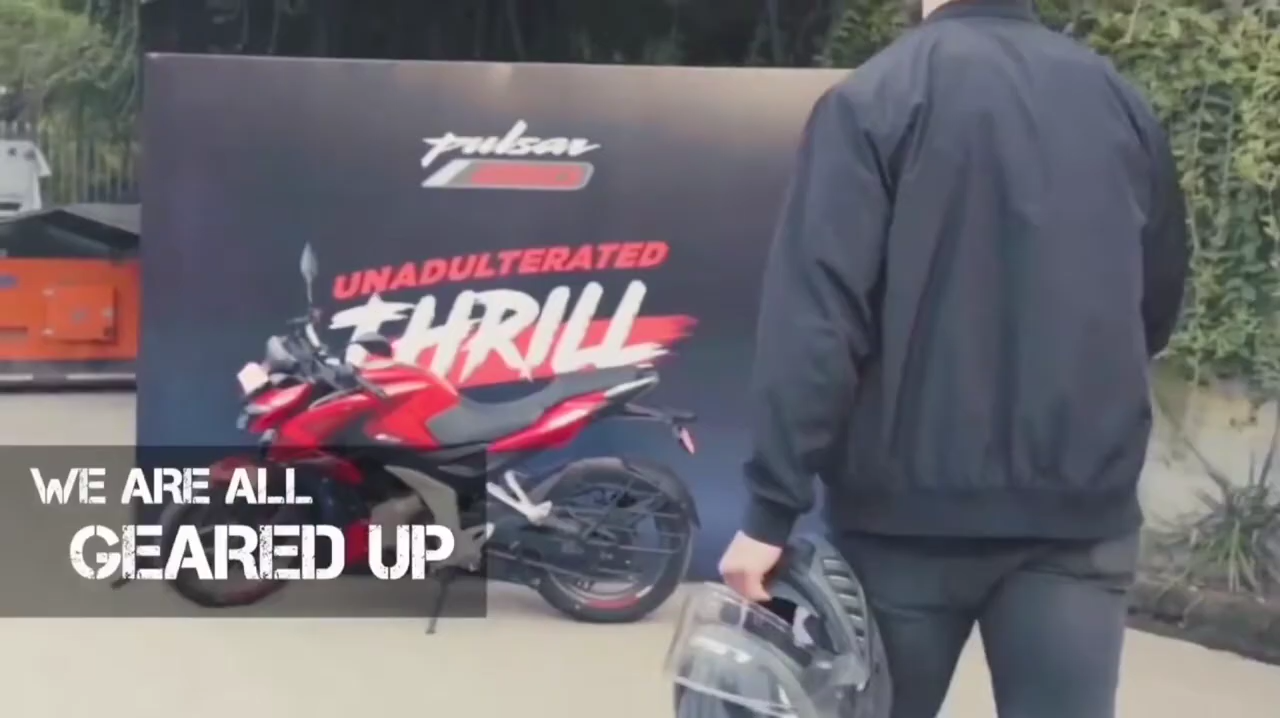 pulsar
UNADULTERATED
THRILL
WE ARE ALL
GEARED UP